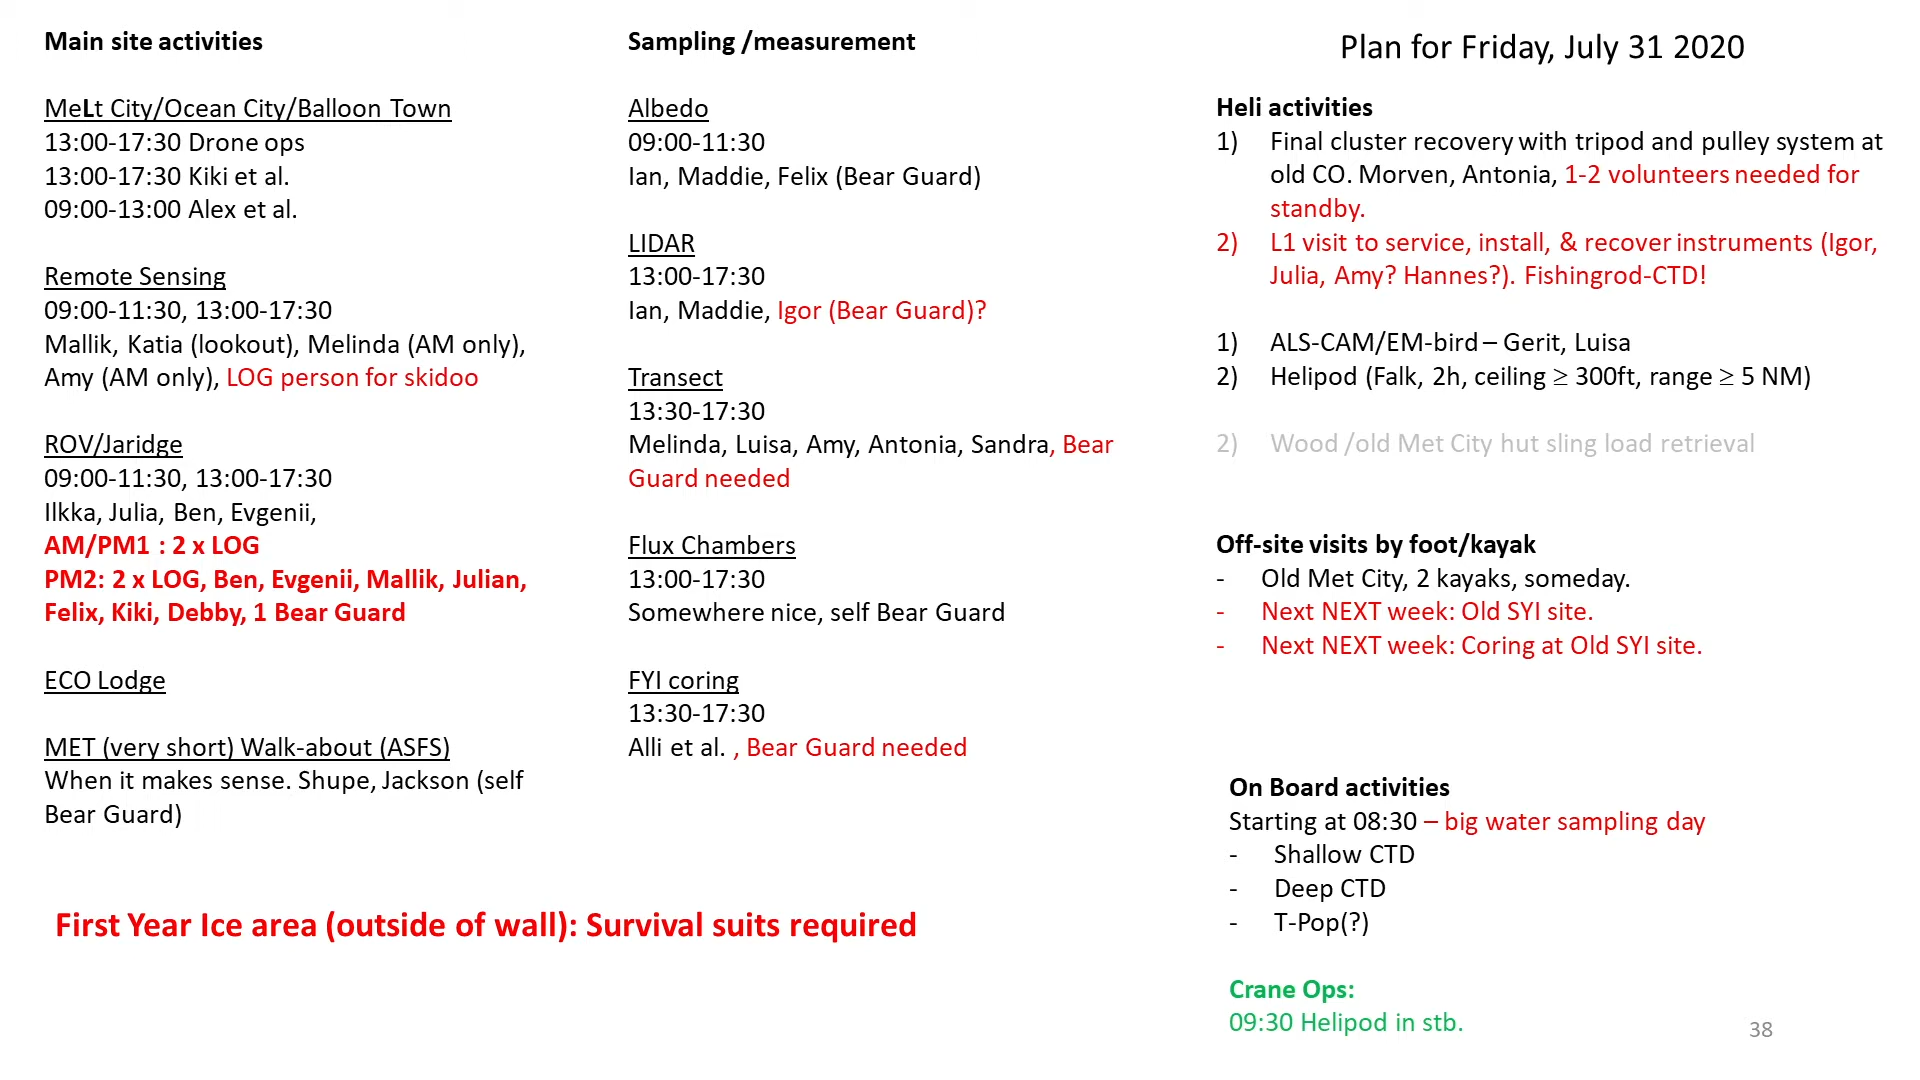 Main site activities
MeLt City/Ocean City/Balloon Town
13:00-17:30 Drone ops
13:00-17:30 Kiki et al.
09:00-13:00 Alex et al.
Remote Sensing
09:00-11:30, 13:00-17:30
Mallik, Katia (lookout), Melinda (AM only),
Amy (AM only), LOG person for skidoo
ROV/Jaridge
09:00-11:30, 13:00-17:30
Ilkka, Julia, Ben, Evgenii,
AM/PM1 : 2 x LOG
PM2: 2 x LOG, Ben, Evgenii, Mallik, Julian,
Felix, Kiki, Debby, 1 Bear Guard
ECO Lodge
MET (very short) Walk-about (ASFS)
When it makes sense. Shupe, Jackson (self
Bear Guard)
First Year Ice area (outside of wall): Survival suits required
Sampling /measurement
Albedo
09:00-11:30
Ian, Maddie, Felix (Bear Guard)
LIDAR
13:00-17:30
Ian, Maddie, Igor (Bear Guard)?
Transect
13:30-17:30
Melinda, Luisa, Amy, Antonia, Sandra, Bear
Guard needed
Flux Chambers
13:00-17:30
Somewhere nice, self Bear Guard
FYI coring
13:30-17:30
Alli et al. , Bear Guard needed
Plan for Friday, July 31 2020
Heli activities
1) Final cluster recovery with tripod and pulley system at
old CO. Morven, Antonia, 1-2 volunteers needed for
standby.
2) L1 visit to service, install, & recover instruments (Igor,
Julia, Amy? Hannes?). Fishingrod-CTD!
1) ALS-CAM/EM-bird – Gerit, Luisa
2) Helipod (Falk, 2h, ceiling ≥ 300ft, range ≥ 5 NM)
2) Wood /old Met City hut sling load retrieval
Off-site visits by foot/kayak
- Old Met City, 2 kayaks, someday.
- Next NEXT week: Old SYI site.
- Next NEXT week: Coring at Old SYI site.
On Board activities
Starting at 08:30 – big water sampling day
- Shallow CTD
- Deep CTD
- T-Pop(?)
Crane Ops:
09:30 Helipod in stb.
38